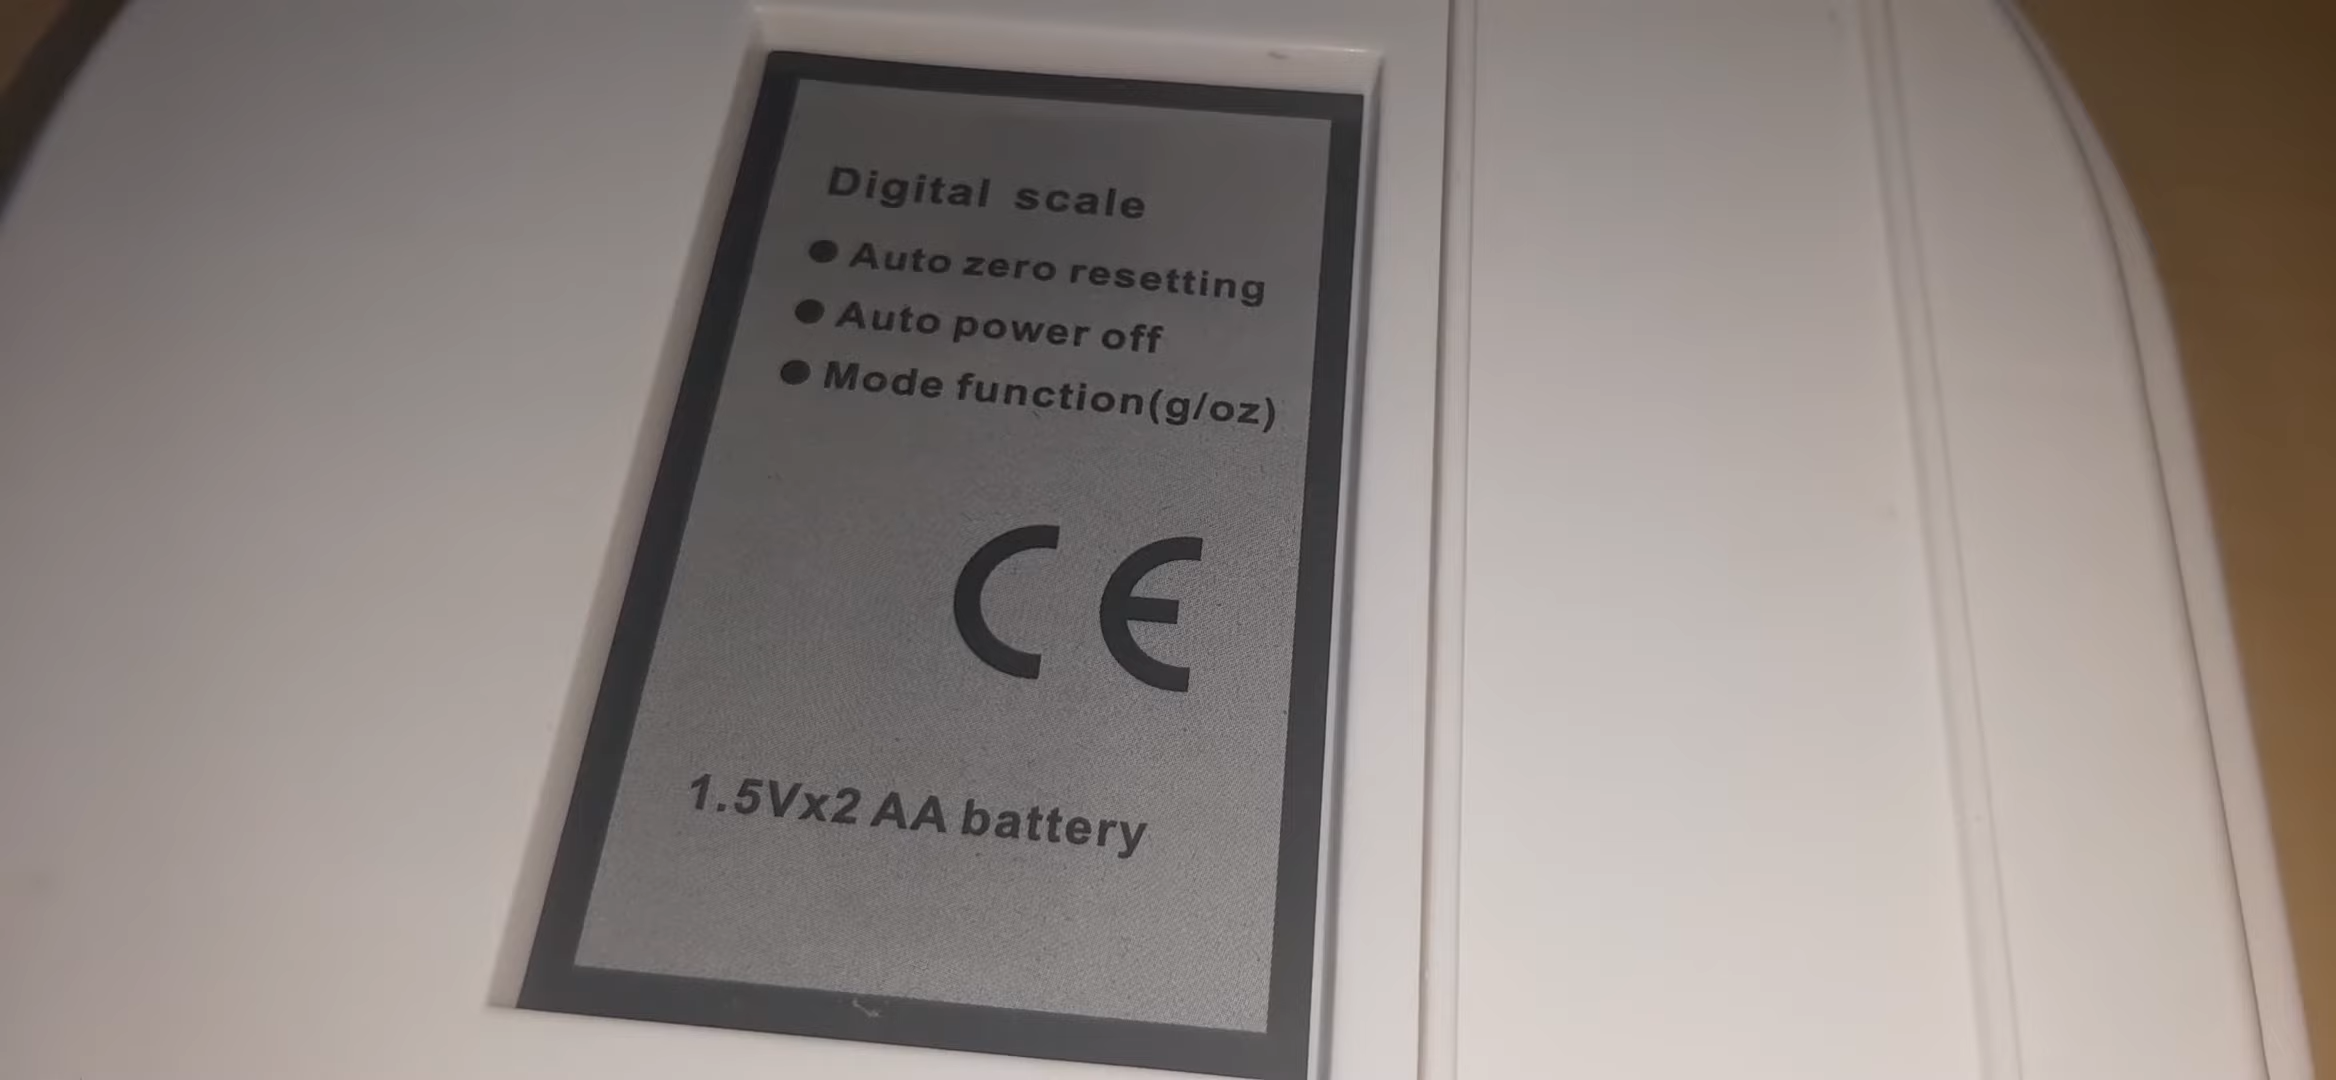 Digital scale
● Auto zero resetting
● Auto power off
● Mode function(g/oz)
CE
1.5Vx2 AA battery